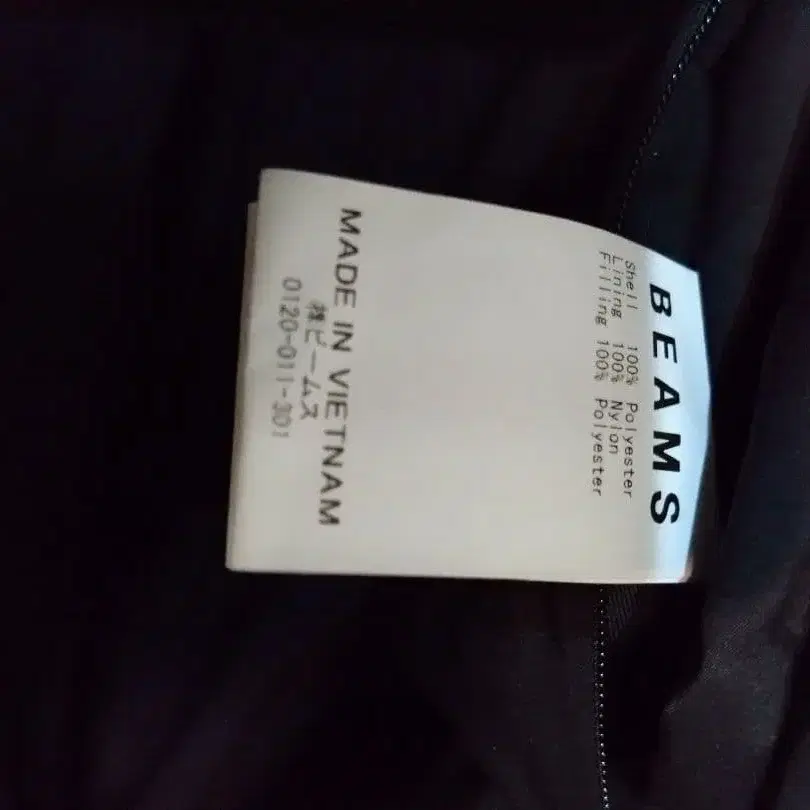 BEAMS
Shell 100% Polyester
Lining 100% Nylon
Filling 100% Polyester
MADE IN VIETNAM
㈱ビームス
0120-011-301